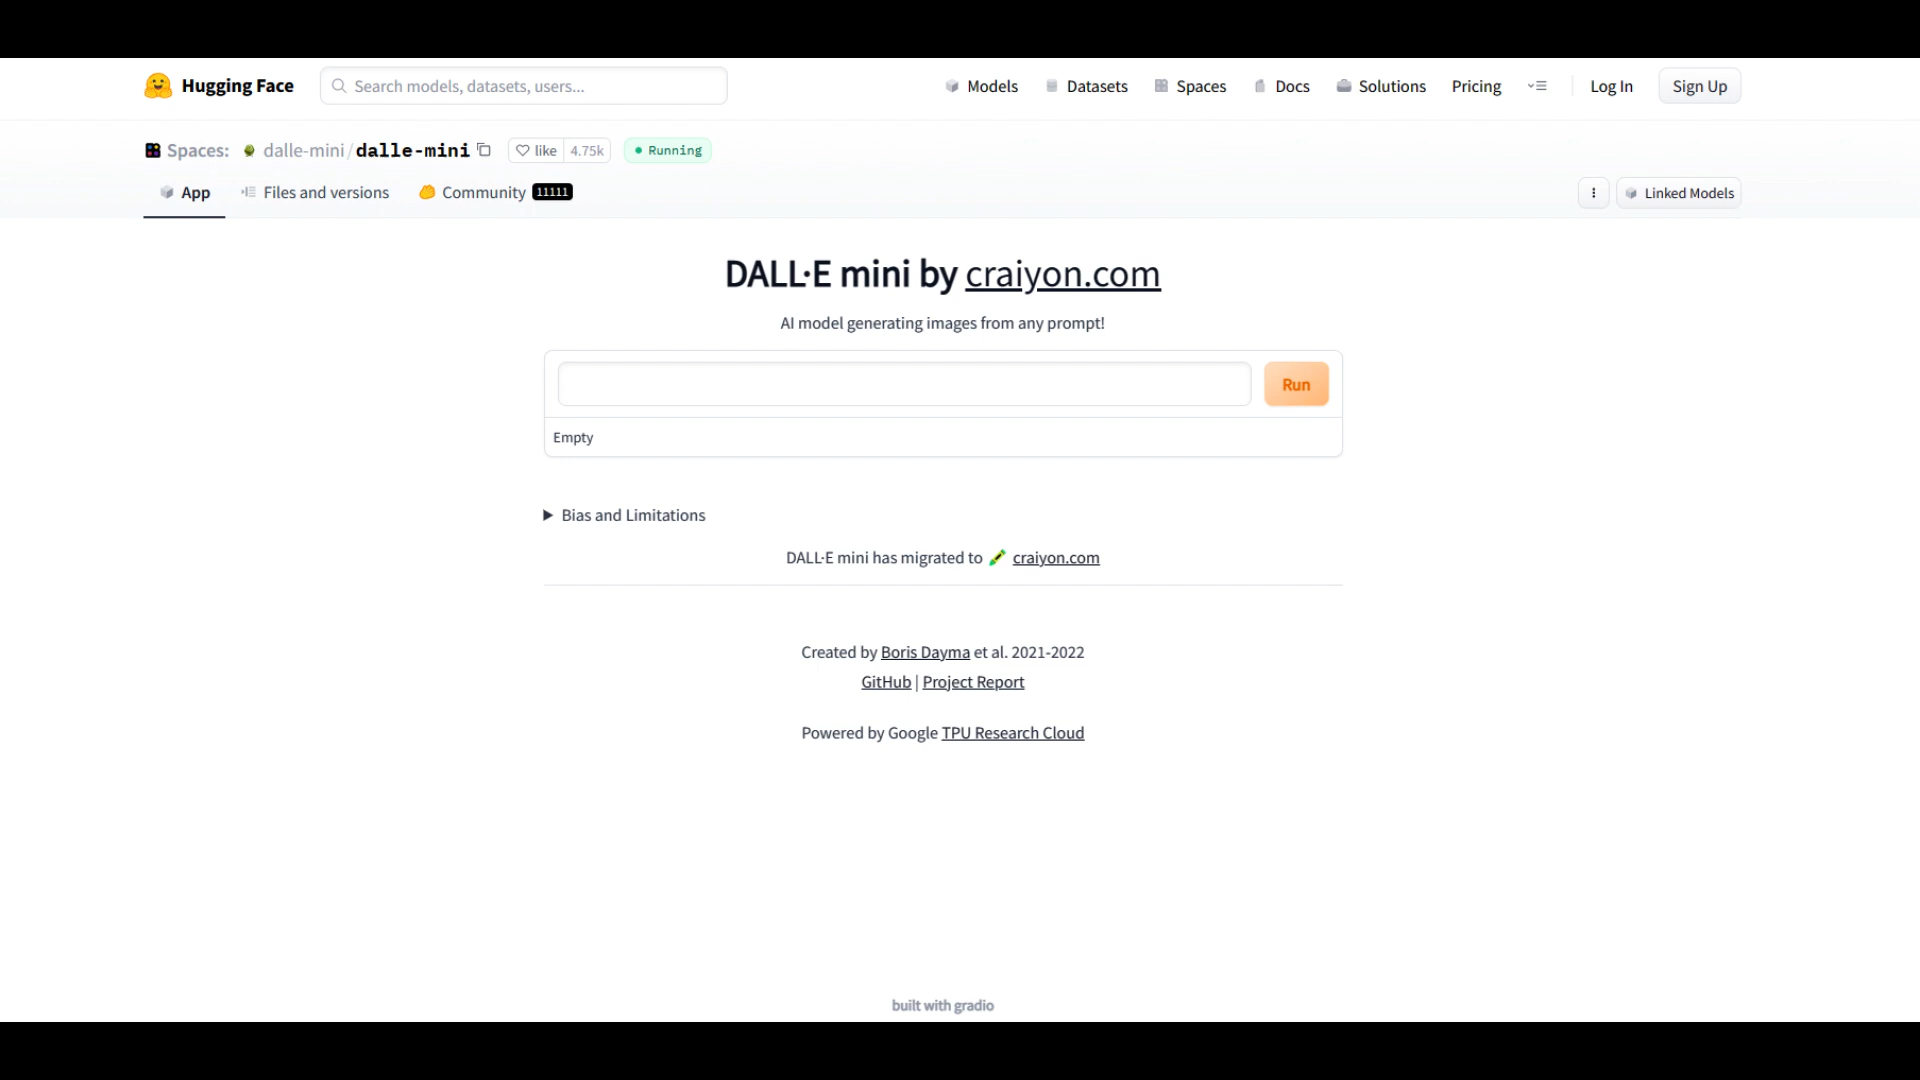 Hugging Face
Search models, datasets, users...
Models
Datasets
Spaces
Docs
Solutions
Pricing
Log In
Sign Up
Spaces:
dalle-mini/dalle-mini
like
4.75k
Running
App
Files and versions
Community
11111
Linked Models
DALL·E mini by craiyon.com
AI model generating images from any prompt!
Run
Empty
Bias and Limitations
DALL·E mini has migrated to craiyon.com
Created by Boris Dayma et al. 2021-2022
GitHub | Project Report
Powered by Google TPU Research Cloud
built with gradio